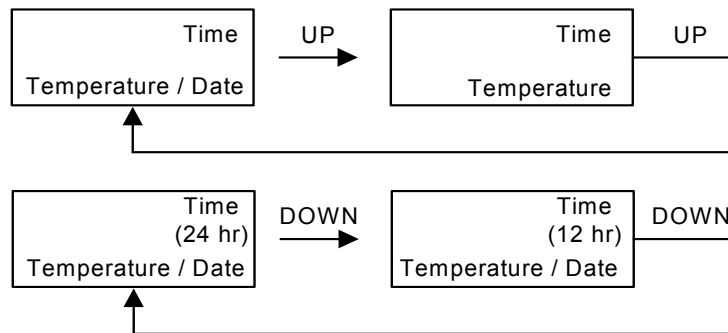 Time
Temperature / Date
UP
Time
Temperature
UP
Time
(24 hr)
Temperature / Date
DOWN
Time
(12 hr)
Temperature / Date
DOWN